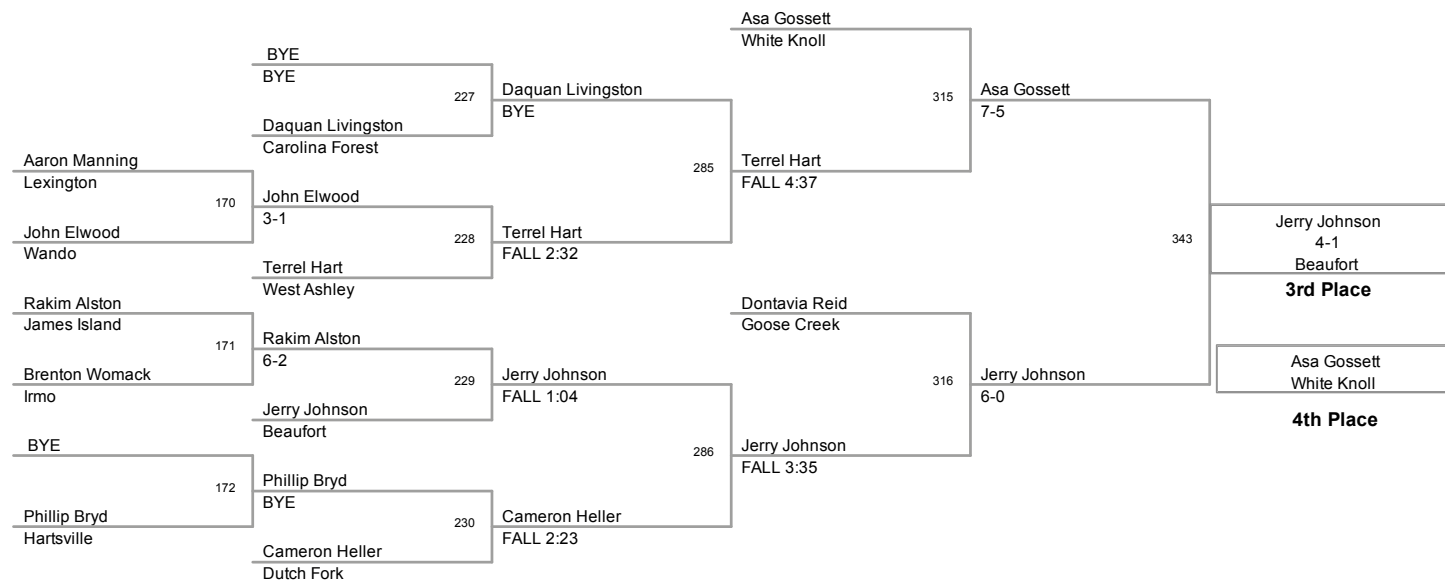 Asa Gossett
White Knoll
BYE
BYE
227
Daquan Livingston
BYE
315
Asa Gossett
7-5
Daquan Livingston
Carolina Forest
Aaron Manning
Lexington
285
Terrel Hart
FALL 4:37
170
John Elwood
3-1
John Elwood
Wando
228
Terrel Hart
FALL 2:32
343
Jerry Johnson
4-1
Beaufort
3rd Place
Terrel Hart
West Ashley
Rakim Alston
James Island
Dontavia Reid
Goose Creek
171
Rakim Alston
6-2
Brenton Womack
Irmo
229
Jerry Johnson
FALL 1:04
316
Jerry Johnson
6-0
Asa Gossett
White Knoll
4th Place
Jerry Johnson
Beaufort
BYE
286
Jerry Johnson
FALL 3:35
172
Phillip Bryd
BYE
Phillip Bryd
Hartsville
230
Cameron Heller
FALL 2:23
Cameron Heller
Dutch Fork